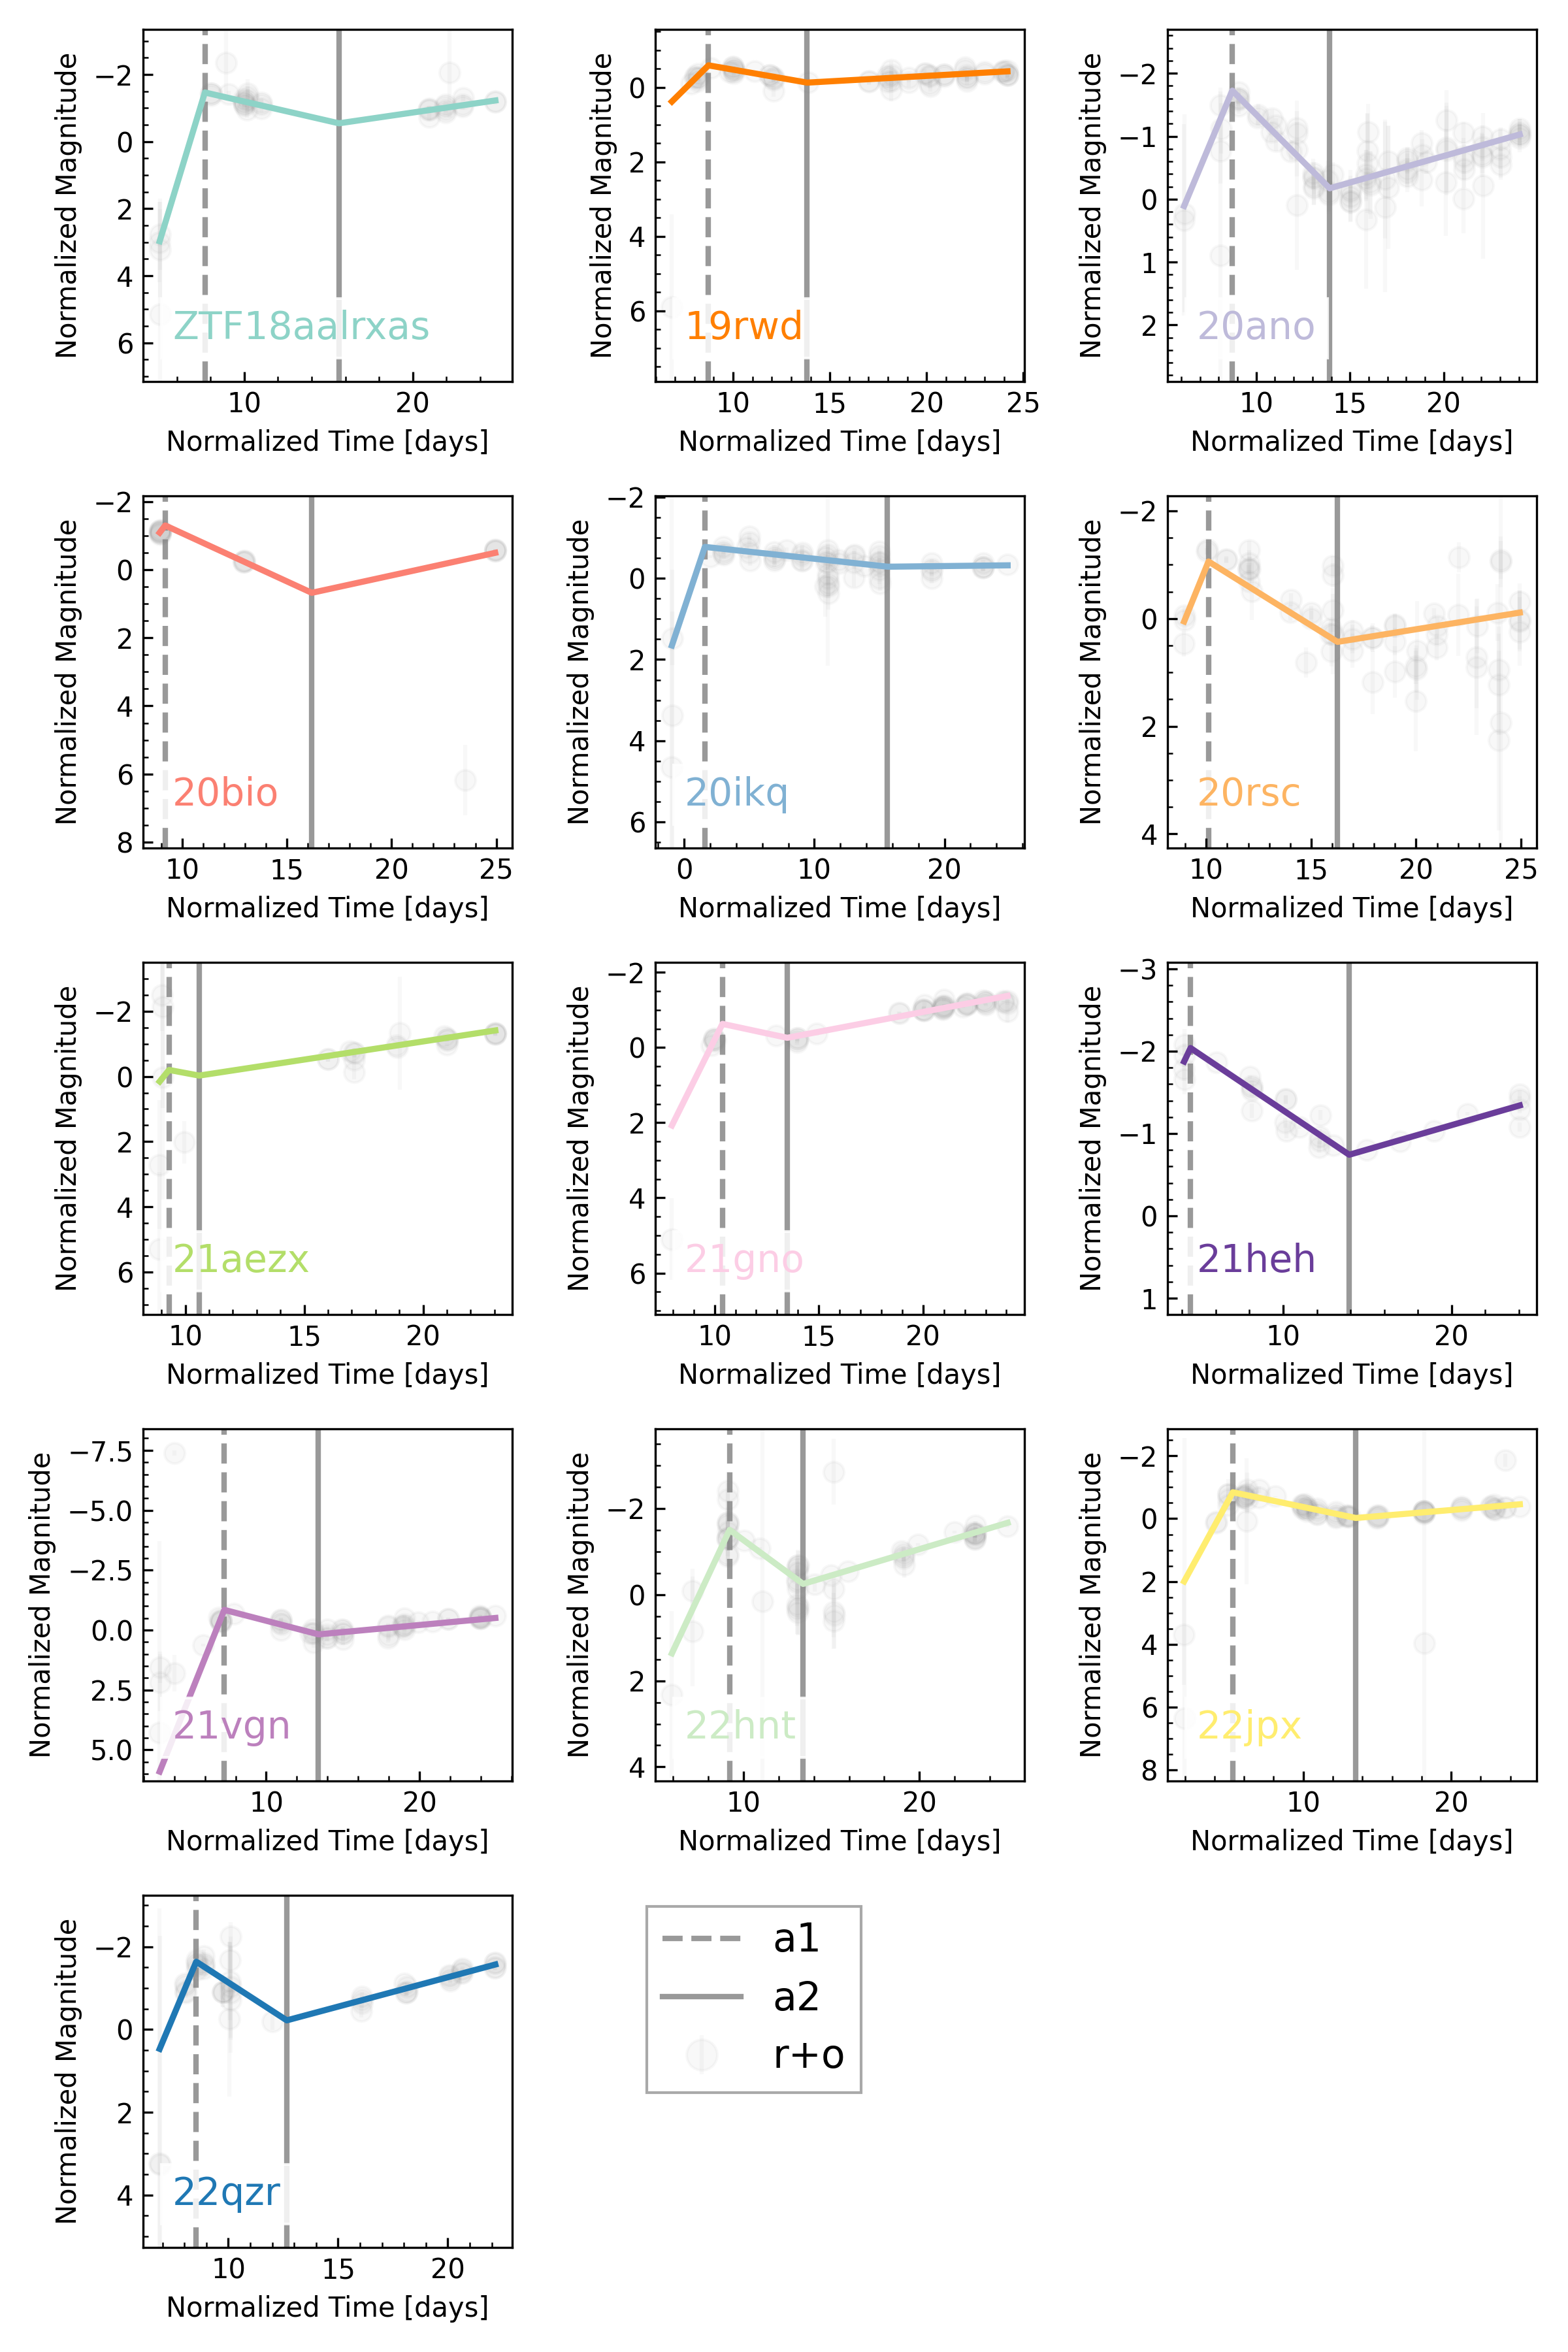 −2
0
2
4
6
Normalized Magnitude
ZTF18aalrxas
10 20
Normalized Time [days]
0
2
4
6
Normalized Magnitude
19rwd
10 15 20 25
Normalized Time [days]
−2
−1
0
1
2
Normalized Magnitude
20ano
10 15 20
Normalized Time [days]
−2
0
2
4
6
8
Normalized Magnitude
20bio
10 15 20 25
Normalized Time [days]
−2
0
2
4
6
Normalized Magnitude
20ikq
0 10 20
Normalized Time [days]
−2
0
2
4
Normalized Magnitude
20rsc
10 15 20 25
Normalized Time [days]
−2
0
2
4
6
Normalized Magnitude
21aezx
10 15 20
Normalized Time [days]
−2
0
2
4
6
Normalized Magnitude
21gno
10 15 20
Normalized Time [days]
−3
−2
−1
0
1
Normalized Magnitude
21heh
10 20
Normalized Time [days]
−7.5
−5.0
−2.5
0.0
2.5
5.0
Normalized Magnitude
21vgn
10 20
Normalized Time [days]
−2
0
2
4
Normalized Magnitude
22hnt
10 20
Normalized Time [days]
−2
0
2
4
6
8
Normalized Magnitude
22jpx
10 20
Normalized Time [days]
−2
0
2
4
Normalized Magnitude
22qzr
10 15 20
Normalized Time [days]
a1
a2
r+o